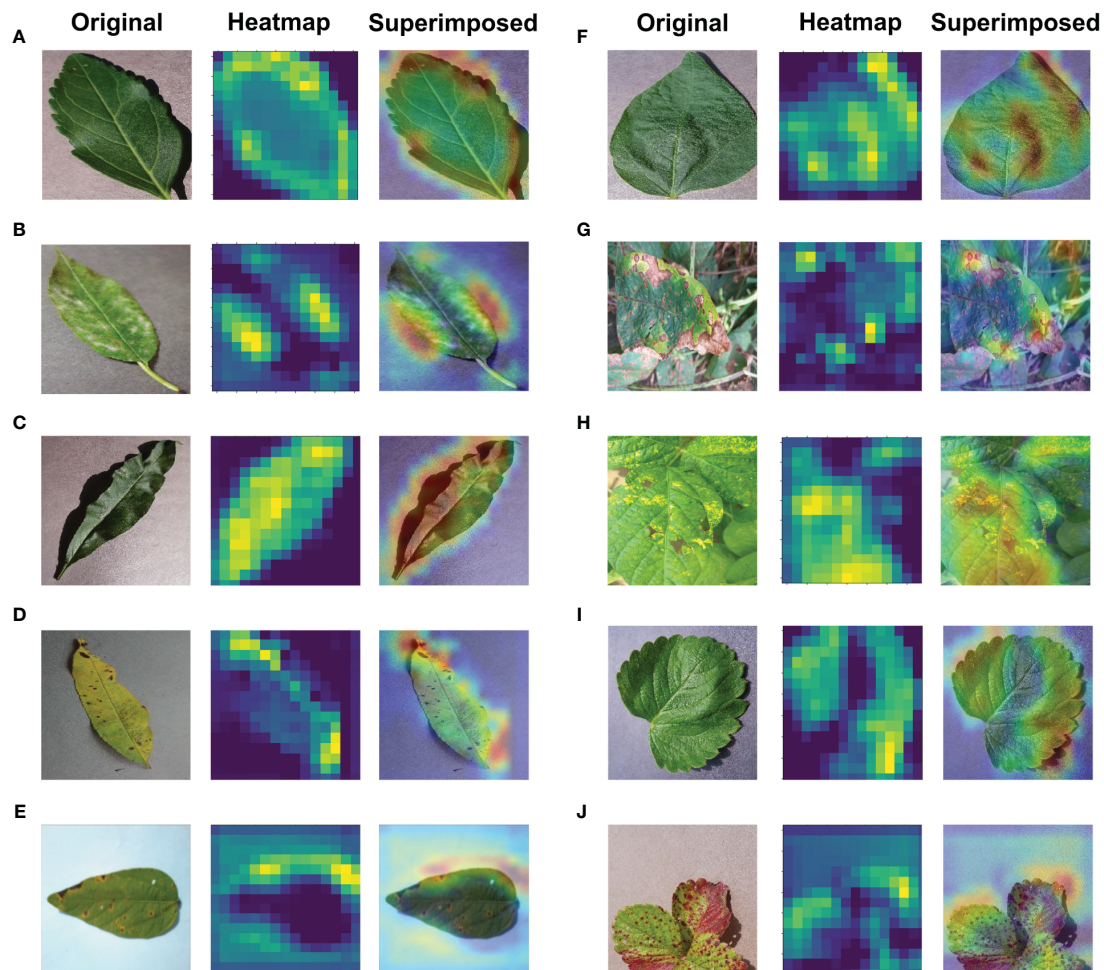 Original Heatmap Superimposed Original Heatmap Superimposed
A F
B G
C H
D I
E J